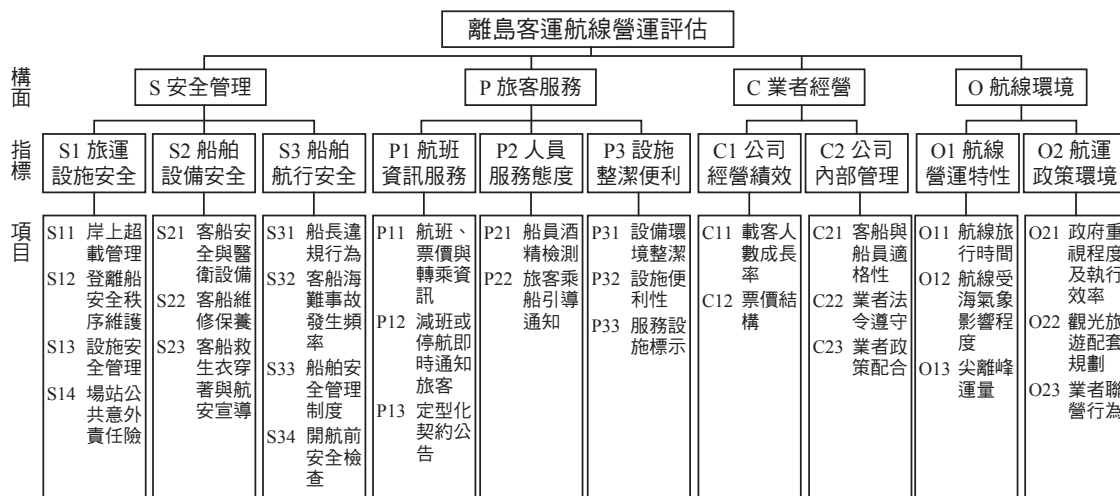 離島客運航線營運評估
構面
S 安全管理
P 旅客服務
C 業者經營
O 航線環境
指標
S1 旅運
設施安全
S2 船舶
設備安全
S3 船舶
航行安全
P1 航班
資訊服務
P2 人員
服務態度
P3 設施
整潔便利
C1 公司
經營績效
C2 公司
內部管理
O1 航線
營運特性
O2 航運
政策環境
項目
S11 岸上超
載管理
S12 登離船
安全秩
序維護
S13 設施安
全管理
S14 場站公
共意外
責任險
S21 客船安
全與醫
衛設備
S22 客船維
修保養
S23 客船救
生衣穿
著與航
安宣導
S31 船長違
規行為
S32 客船海
難事故
發生頻
率
S33 船舶安
全管理
制度
S34 開航前
安全檢
查
P11 航班、
票價與
轉乘資
訊
P12 減班或
停航即
時通知
旅客
P13 定型化
契約公
告
P21 船員酒
精檢測
P22 旅客乘
船引導
通知
P31 設備環
境整潔
P32 設施便
利性
P33 服務設
施標示
C11 載客人
數成長
率
C12 票價結
構
C21 客船與
船員適
格性
C22 業者法
令遵守
C23 業者政
策配合
O11 航線旅
行時間
O12 航線受
海氣象
影響程
度
O13 尖離峰
運量
O21 政府重
視程度
及執行
效率
O22 觀光旅
遊配套
規劃
O23 業者聯
營行為